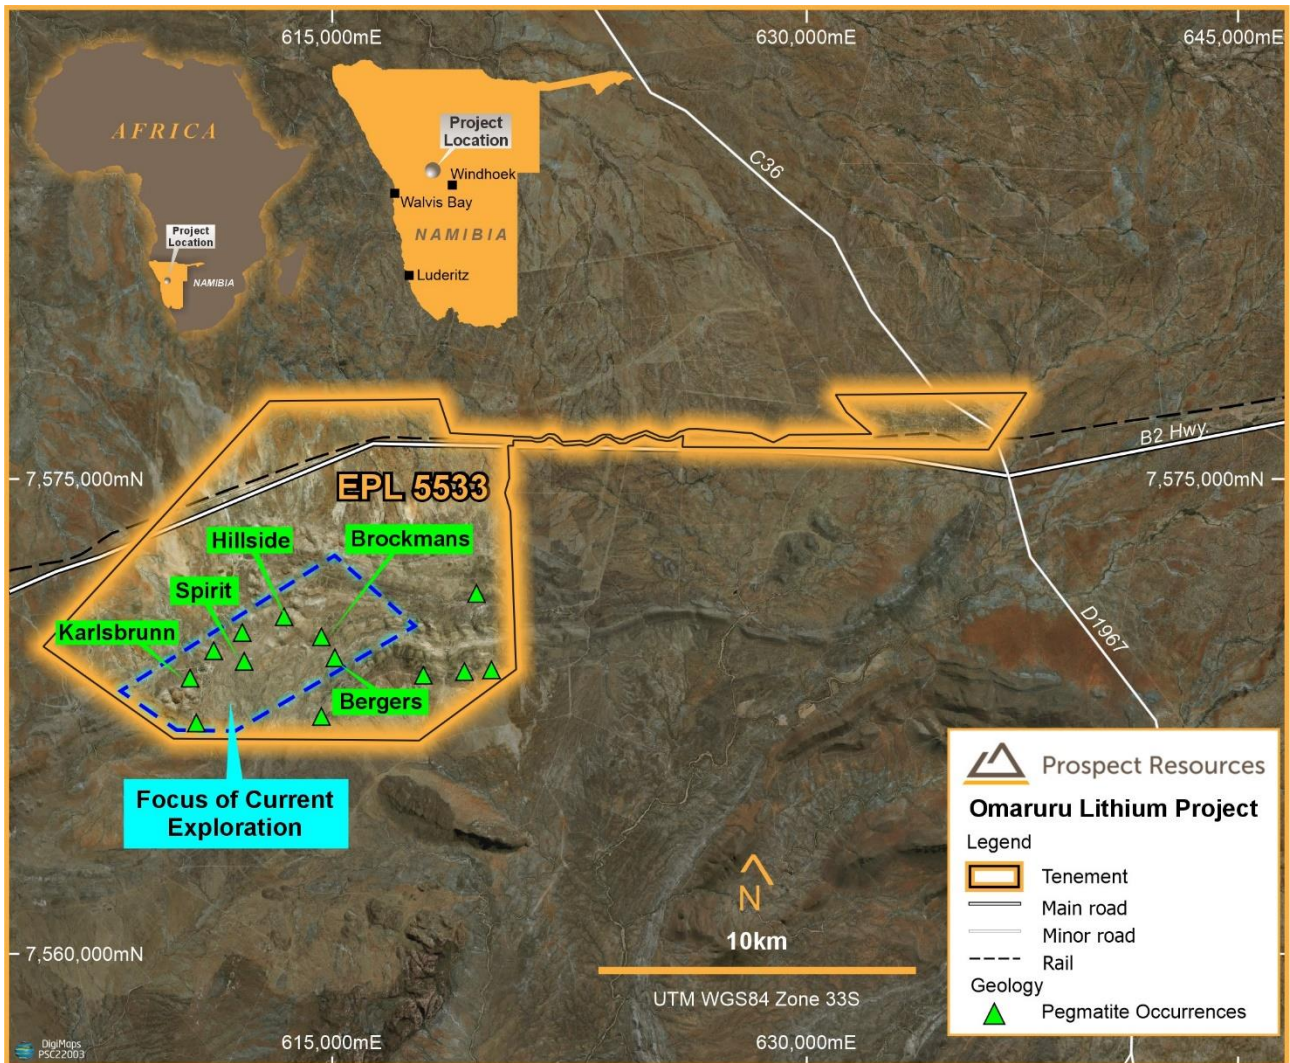 615,000mE
630,000mE
645,000mE
AFRICA
Project
Location
NAMIBIA
Project
Location
Windhoek
Walvis Bay
NAMIBIA
Luderitz
C36
B2 Hwy.
7,575,000mN
7,575,000mN
EPL 5533
Hillside
Brockmans
Spirit
Karlsbrunn
Bergers
D1967
Focus of Current
Exploration
Prospect Resources
Omaruru Lithium Project
Legend
Tenement
Main road
Minor road
Rail
Geology
Pegmatite Occurrences
N
10km
UTM WGS84 Zone 33S
7,560,000mN
615,000mE
630,000mE
DigiMaps
PSC22003